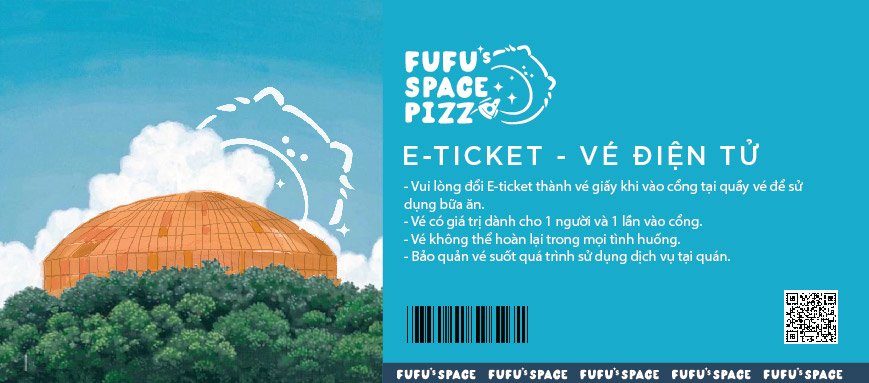 FUFU's
SPACE
PIZZ
E-TICKET - VÉ ĐIỆN TỬ
- Vui lòng đổi E-ticket thành vé giấy khi vào cổng tại quầy vé để sử
dụng bữa ăn.
- Vé có giá trị dành cho 1 người và 1 lần vào cổng.
- Vé không thể hoàn lại trong mọi tình huống.
- Bảo quản vé suốt quá trình sử dụng dịch vụ tại quán.
FUFU's SPACE FUFU's SPACE FUFU's SPACE FUFU's SPACE FUFU's SPACE